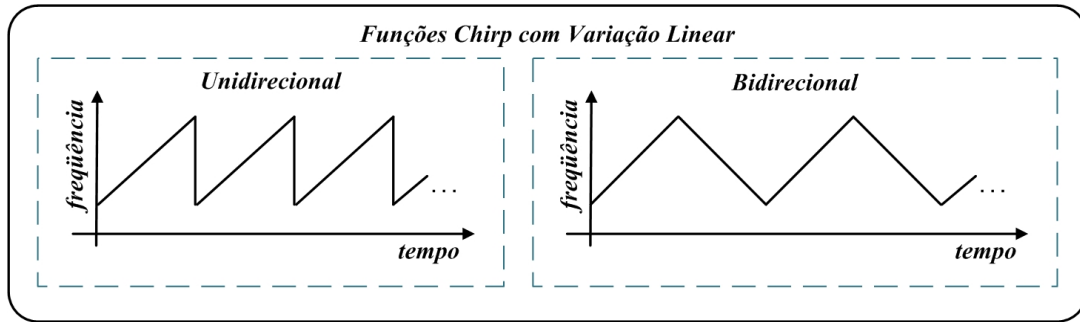 Funções Chirp com Variação Linear
Unidirecional
freqüência
...
tempo
Bidirecional
freqüência
...
tempo